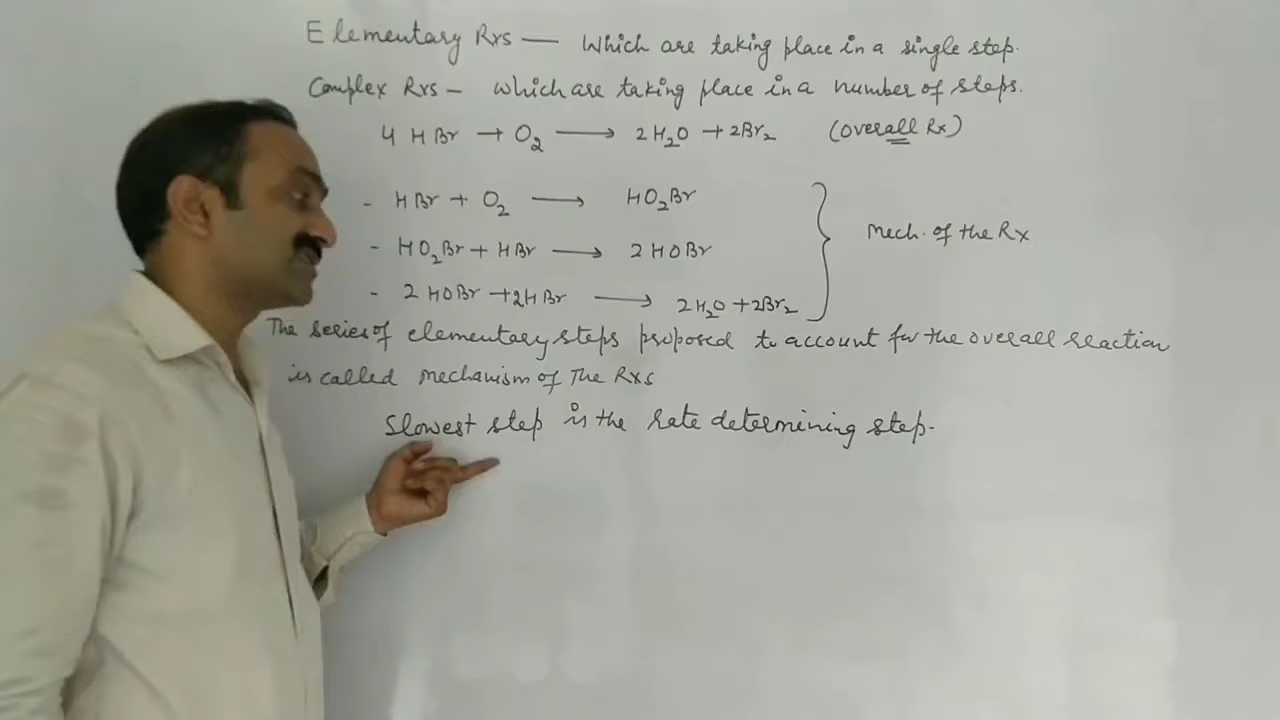 Elementary Rxs — Which are taking place in a single step.
Complex Rxs – which are taking place in a number of steps.
4 HBr + O₂ ⟶ 2H₂O + 2Br₂ (overall Rx)
- HBr + O₂ ⟶ HO₂Br
- HO₂Br + HBr ⟶ 2 HOBr
Mech. of the Rx
- 2 HOBr + 2HBr ⟶ 2H₂O + 2Br₂
The series of elementary steps proposed to account for the overall reaction
is called mechanism of The Rxs
Slowest step is the rate determining step.